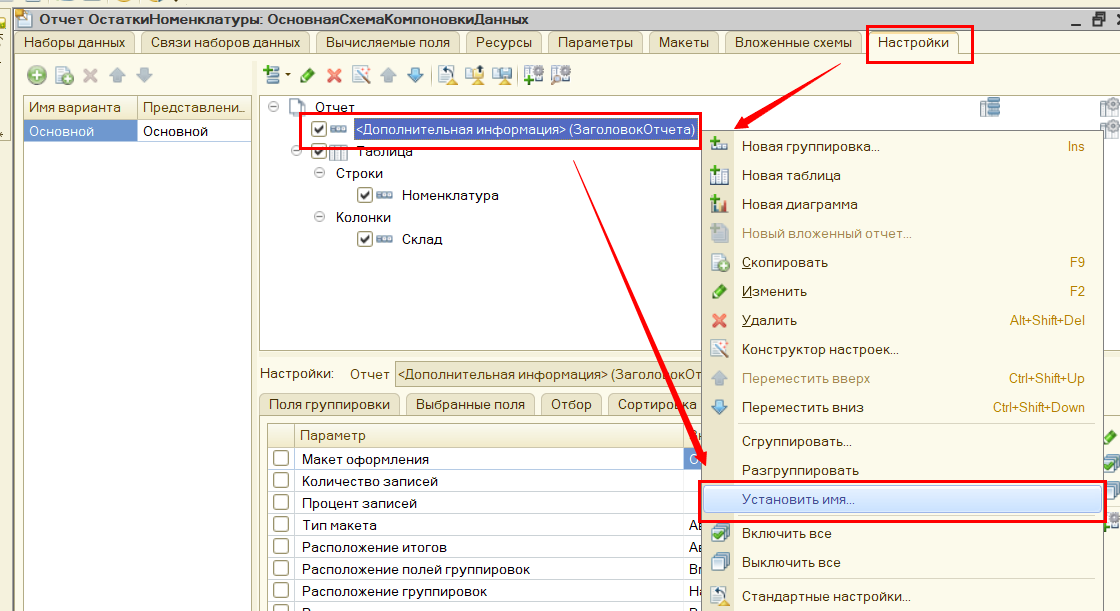 Отчет ОстаткиНоменклатуры: ОсновнаяСхемаКомпоновкиДанных
Наборы данных Связи наборов данных Вычисляемые поля Ресурсы Параметры Макеты Вложенные схемы Настройки
Имя варианта Представлени...
Основной Основной
Отчет
<Дополнительная информация> (ЗаголовокОтчета)
Таблица
Строки
Номенклатура
Колонки
Склад
Новая группировка... Ins
Новая таблица
Новая диаграмма
Новый вложенный отчет...
Скопировать F9
Изменить F2
Удалить Alt+Shift+Del
Конструктор настроек...
Переместить вверх Ctrl+Shift+Up
Переместить вниз Ctrl+Shift+Down
Сгруппировать...
Разгруппировать
Установить имя...
Включить все
Выключить все
Стандартные настройки...
Настройки: Отчет <Дополнительная информация> (ЗаголовокОт
Поля группировки Выбранные поля Отбор Сортировка
Параметр
Макет оформления
Количество записей
Процент записей
Тип макета
Расположение итогов
Расположение полей группировок
Расположение группировок